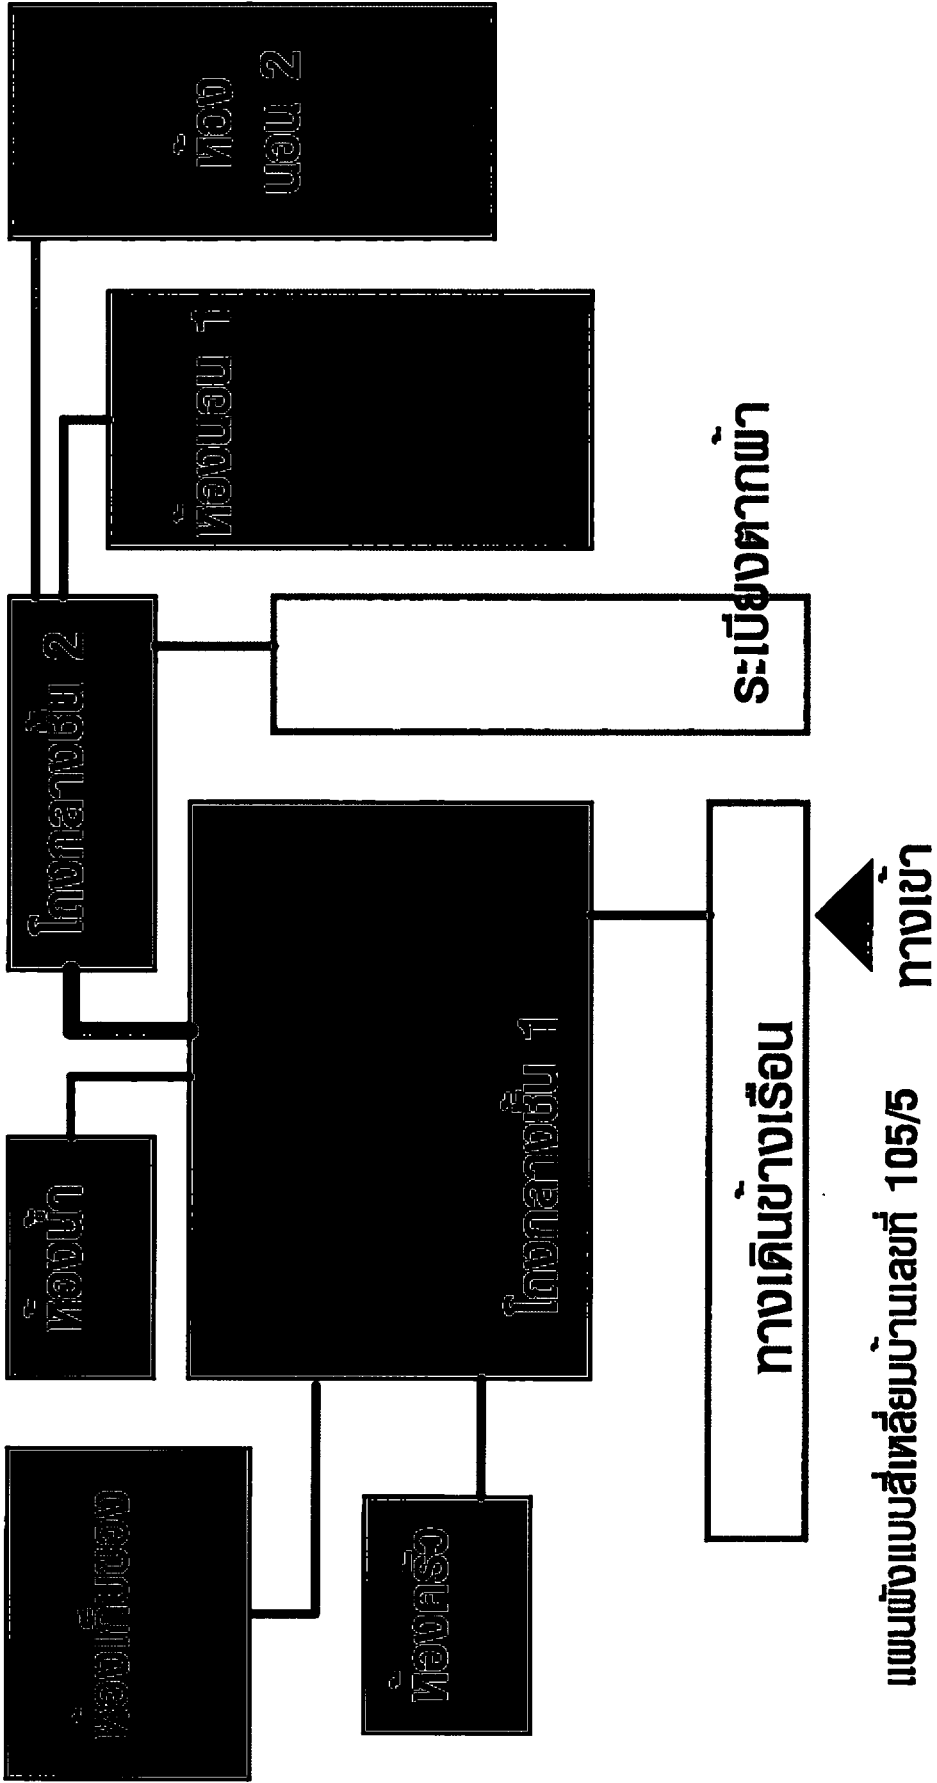 ห้องเก็บของ
ห้องน้ำ
โถงกลางชั้น 2
ห้อง
นอน 2
ห้องนอน 1
ห้องครัว
โถงกลางชั้น 1
ระเบียงตากผ้า
ทางเดินข้างเรือน
ทางเข้า
แผนผังแบบสี่เหลี่ยมบ้านเลขที่ 105/5